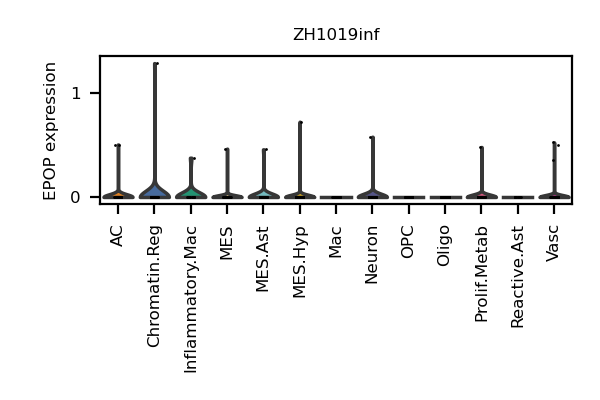 ZH1019inf
EPOP expression
1
0
AC
Chromatin.Reg
Inflammatory.Mac
MES
MES.Ast
MES.Hyp
Mac
Neuron
OPC
Oligo
Prolif.Metab
Reactive.Ast
Vasc